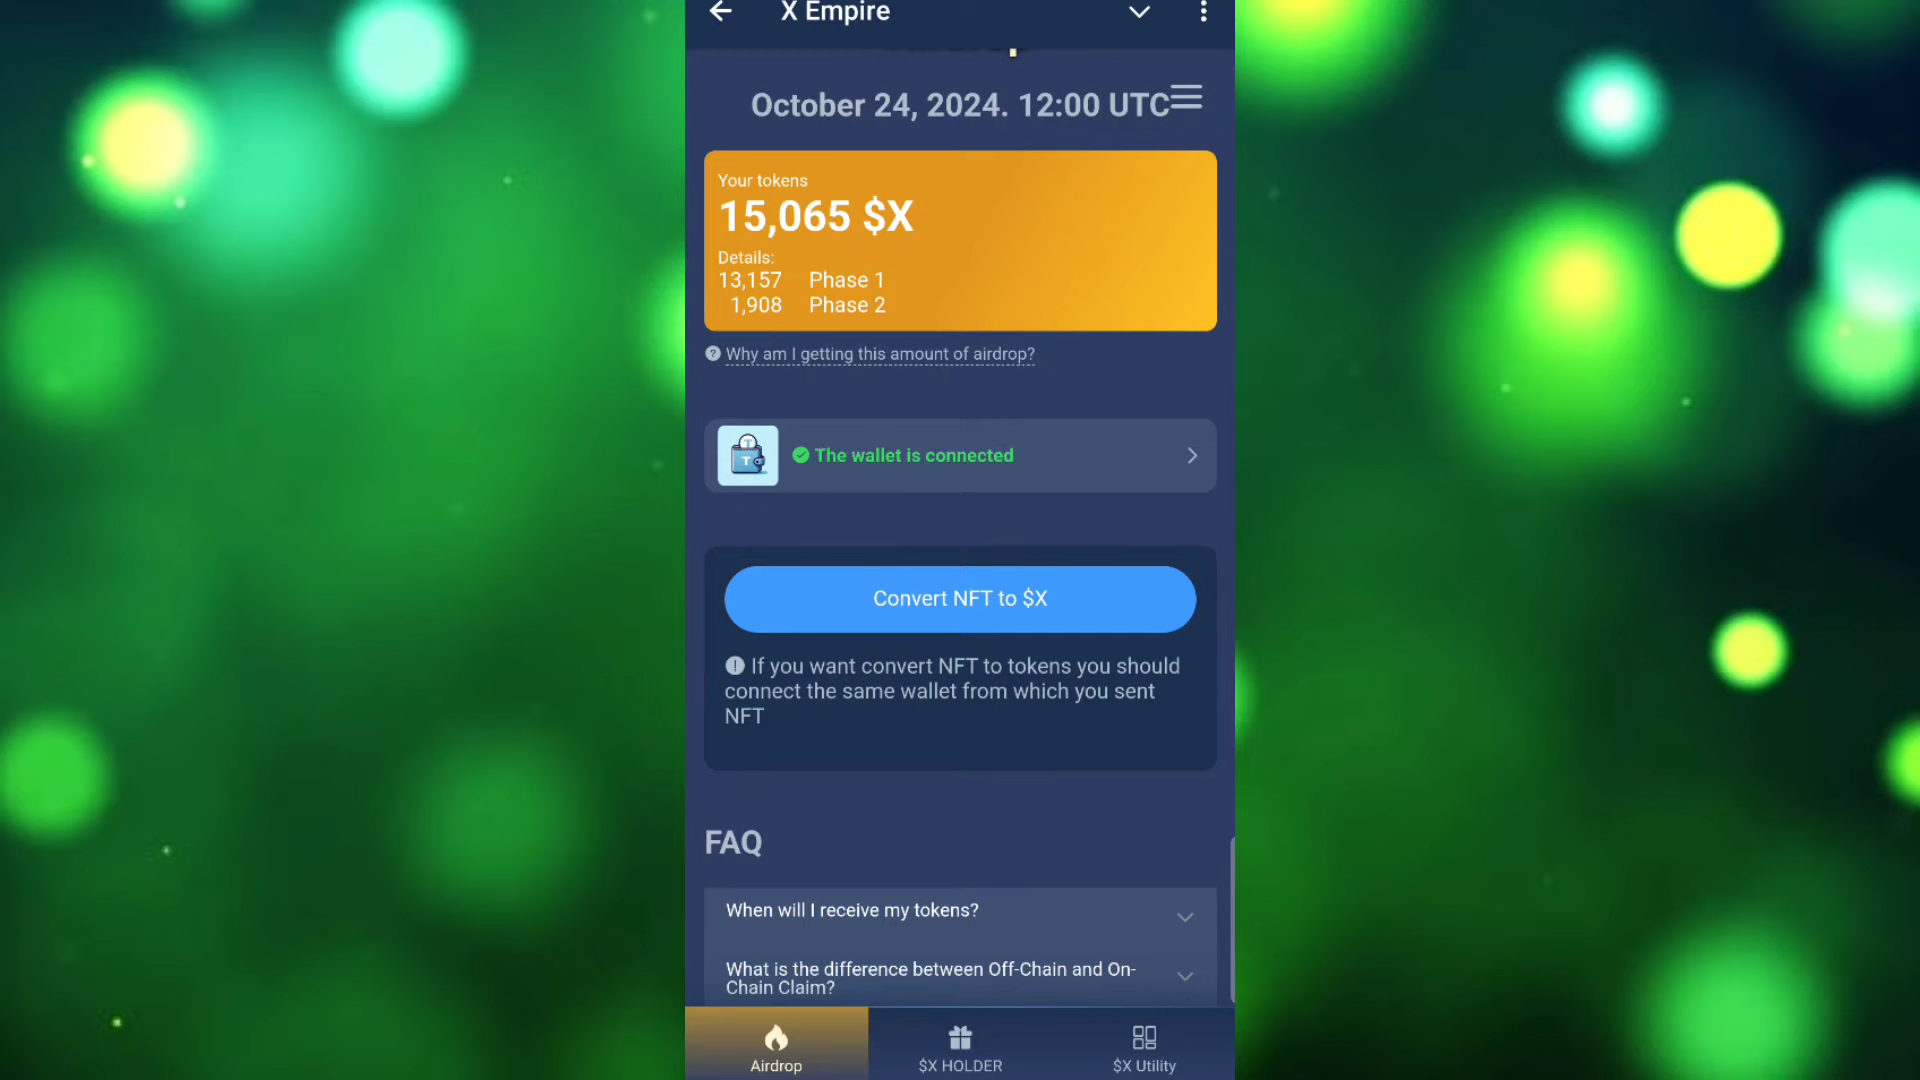 X Empire
October 24, 2024. 12:00 UTC
Your tokens
15,065 $X
Details:
13,157 Phase 1
1,908 Phase 2
Why am I getting this amount of airdrop?
The wallet is connected
Convert NFT to $X
If you want convert NFT to tokens you should
connect the same wallet from which you sent
NFT
FAQ
When will I receive my tokens?
What is the difference between Off-Chain and On-
Chain Claim?
Airdrop
$X HOLDER
$X Utility